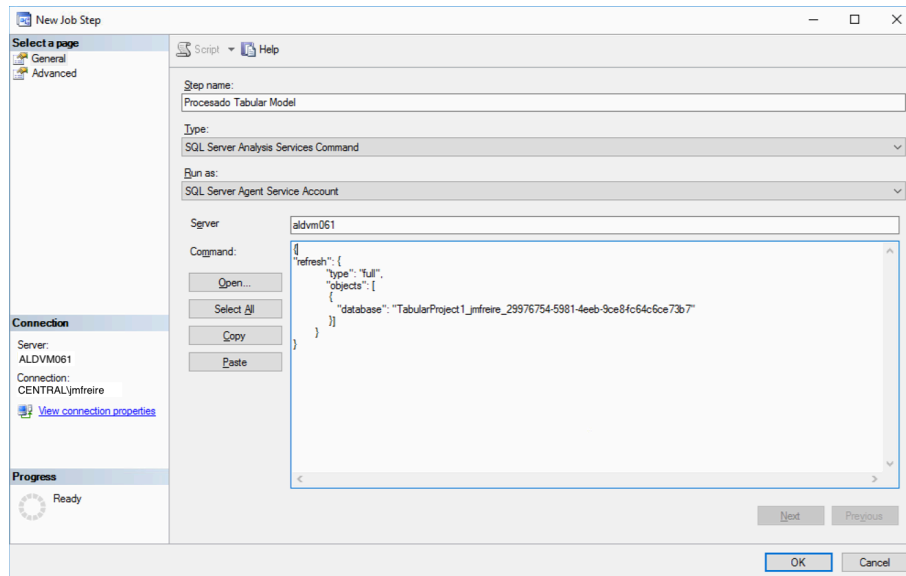 New Job Step
Select a page
General
Advanced
Script
Help
Step name:
Procesado Tabular Model
Type:
SQL Server Analysis Services Command
Run as:
SQL Server Agent Service Account
Server
aldvm061
Command:
Open...
Select All
Copy
Paste
{
"refresh": {
"type": "full",
"objects": [
{
"database": "TabularProject1_jmfreire_29976754-5981-4eeb-9ce8fc64c6ce73b7"
}]
}
}
Connection
Server:
ALDVM061
Connection:
CENTRAL\jmfreire
View connection properties
Progress
Ready
Next
Previous
OK
Cancel